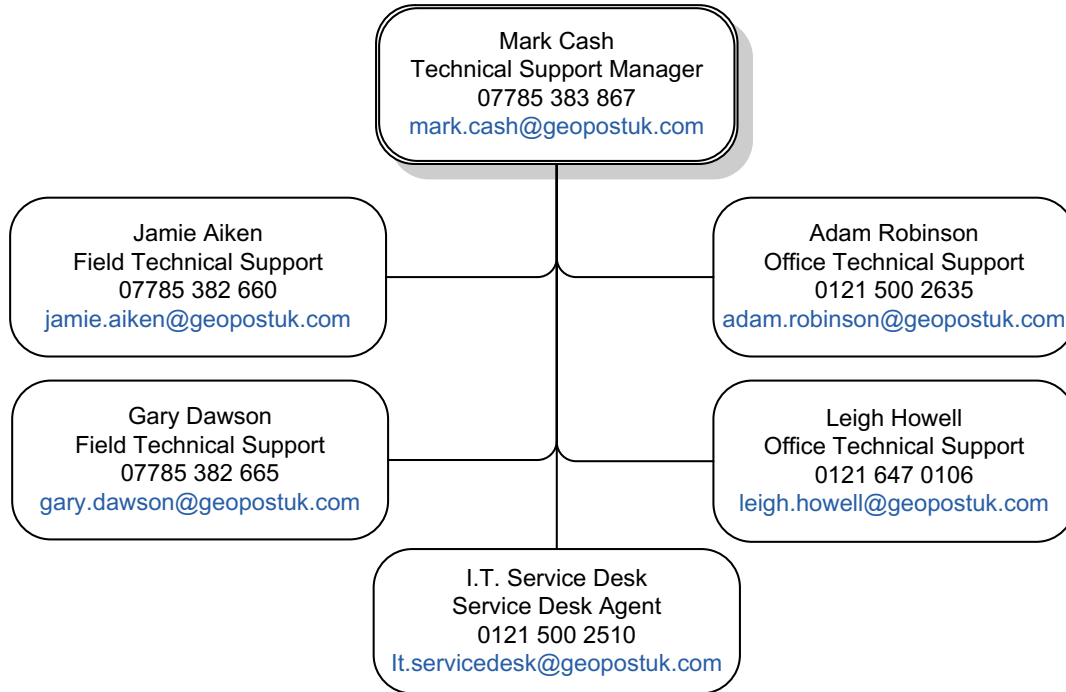 Mark Cash
Technical Support Manager
07785 383 867
mark.cash@geopostuk.com
Jamie Aiken
Field Technical Support
07785 382 660
jamie.aiken@geopostuk.com
Adam Robinson
Office Technical Support
0121 500 2635
adam.robinson@geopostuk.com
Gary Dawson
Field Technical Support
07785 382 665
gary.dawson@geopostuk.com
Leigh Howell
Office Technical Support
0121 647 0106
leigh.howell@geopostuk.com
I.T. Service Desk
Service Desk Agent
0121 500 2510
It.servicedesk@geopostuk.com